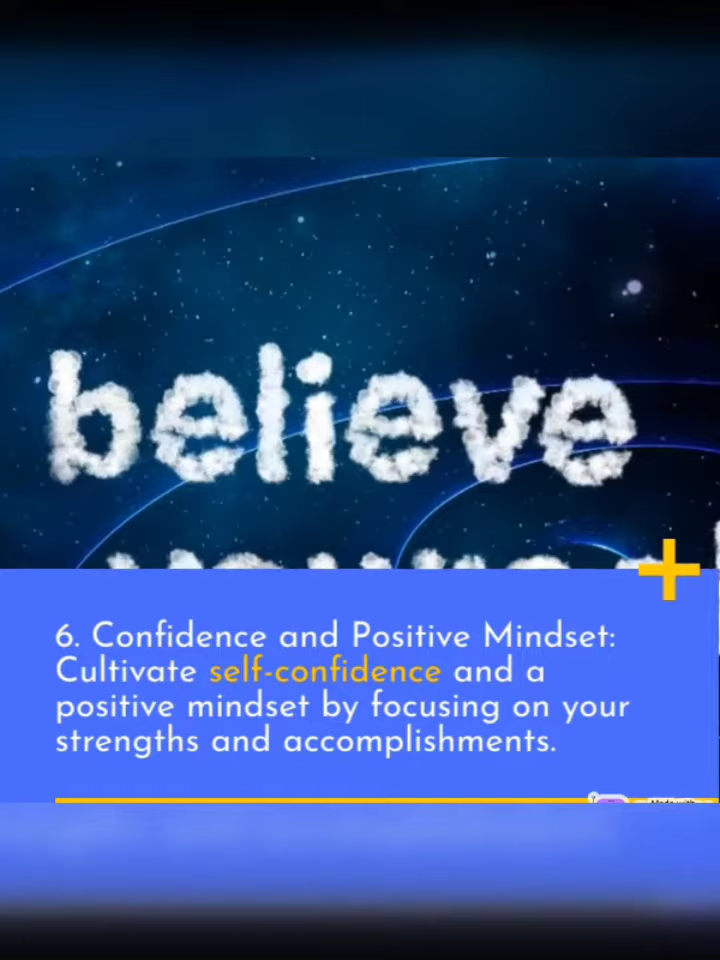 believe
6. Confidence and Positive Mindset:
Cultivate self-confidence and a
positive mindset by focusing on your
strengths and accomplishments.